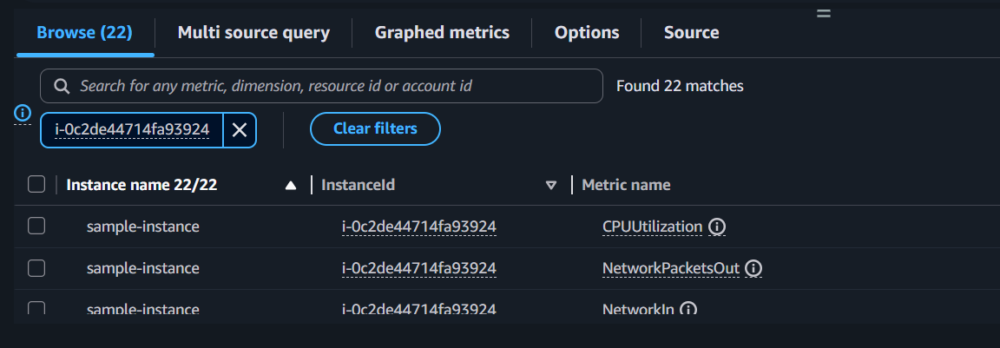 Browse (22) Multi source query Graphed metrics Options Source
Search for any metric, dimension, resource id or account id Found 22 matches
i-0c2de44714fa93924 Clear filters
Instance name 22/22 InstanceId Metric name
sample-instance i-0c2de44714fa93924 CPUUtilization
sample-instance i-0c2de44714fa93924 NetworkPacketsOut
sample-instance i-0c2de44714fa93924 NetworkIn